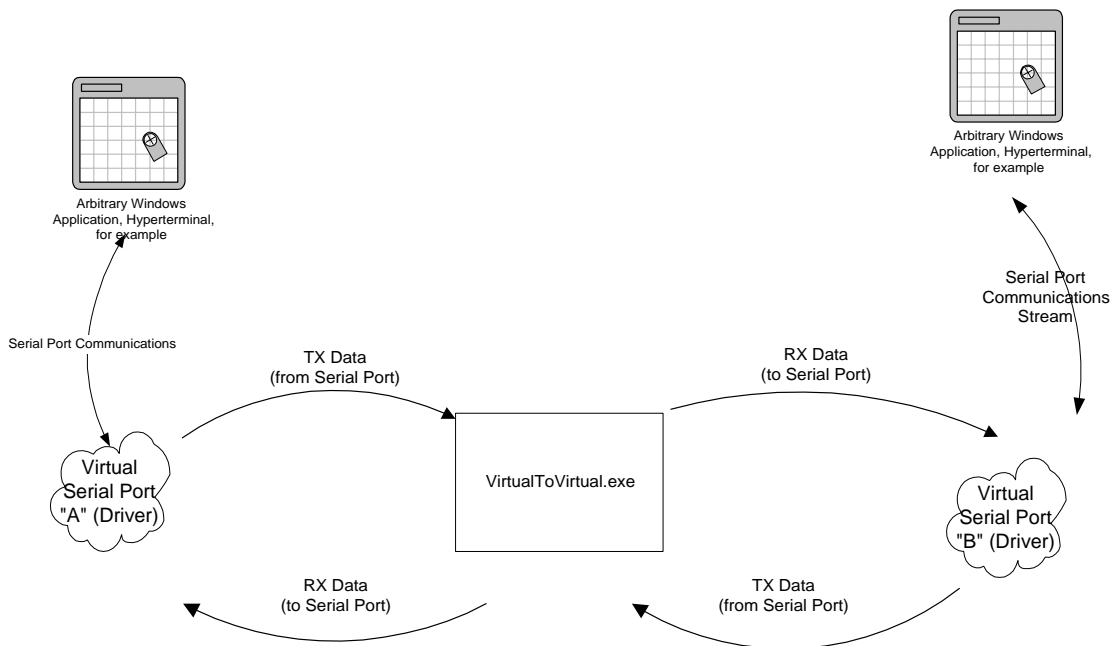 Arbitrary Windows
Application, Hyperterminal,
for example
Arbitrary Windows
Application, Hyperterminal,
for example
Serial Port
Communications
Stream
Serial Port Communications
TX Data
(from Serial Port)
RX Data
(to Serial Port)
Virtual
Serial Port
"A" (Driver)
VirtualToVirtual.exe
Virtual
Serial Port
"B" (Driver)
RX Data
(to Serial Port)
TX Data
(from Serial Port)